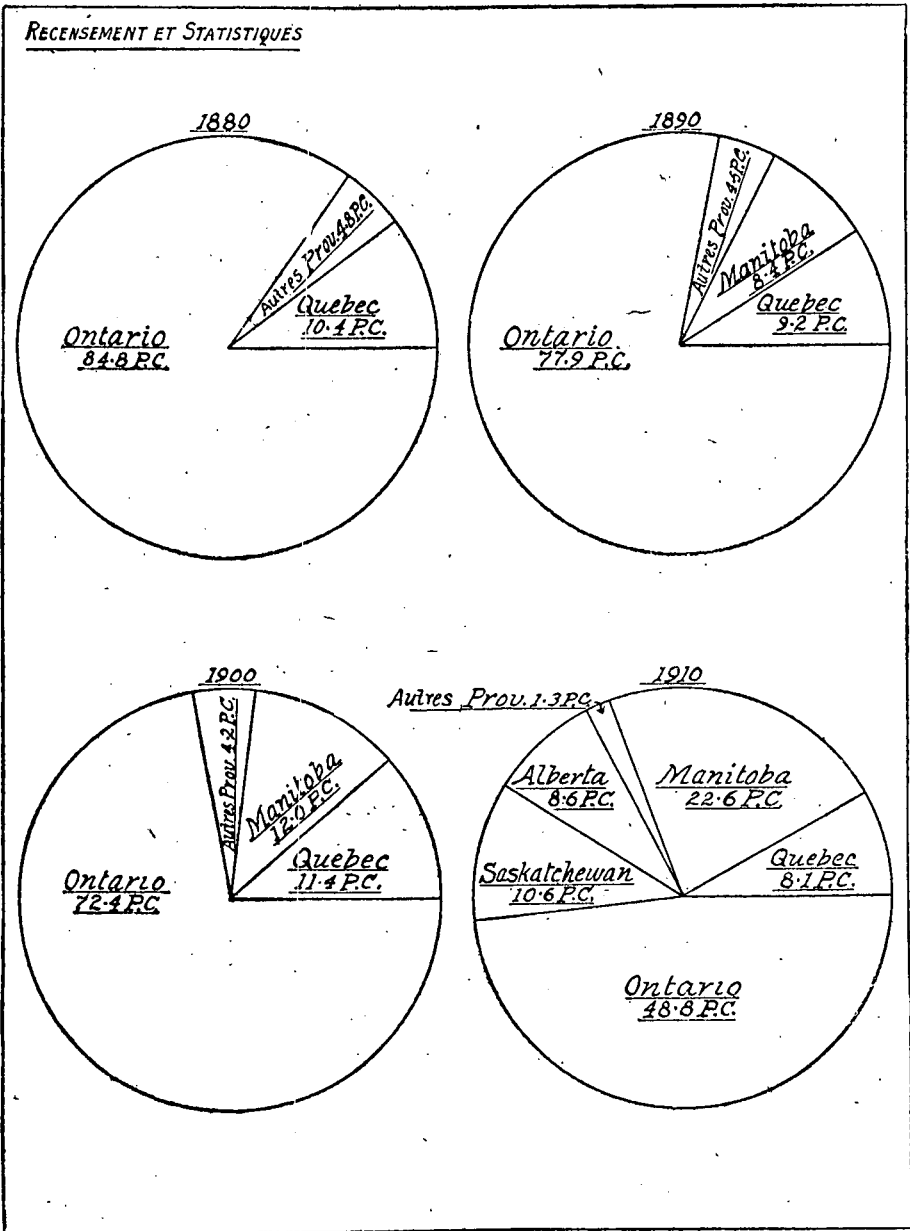 RECENSEMENT ET STATISTIQUES
1880
Autres Prov. 4·8 P.C.
Quebec
10·4 P.C.
Ontario
84·8 P.C.
1890
Autres Prov. 4·5 P.C.
Manitoba
8·4 P.C.
Quebec
9·2 P.C.
Ontario
77·9 P.C.
1900
Autres Prov. 4·2 P.C.
Manitoba
12·0 P.C.
Quebec
11·4 P.C.
Ontario
72·4 P.C.
1910
Autres Prov. 1·3 P.C.
Alberta
8·6 P.C.
Manitoba
22·6 P.C.
Saskatchewan
10·6 P.C.
Quebec
8·1 P.C.
Ontario
48·8 P.C.